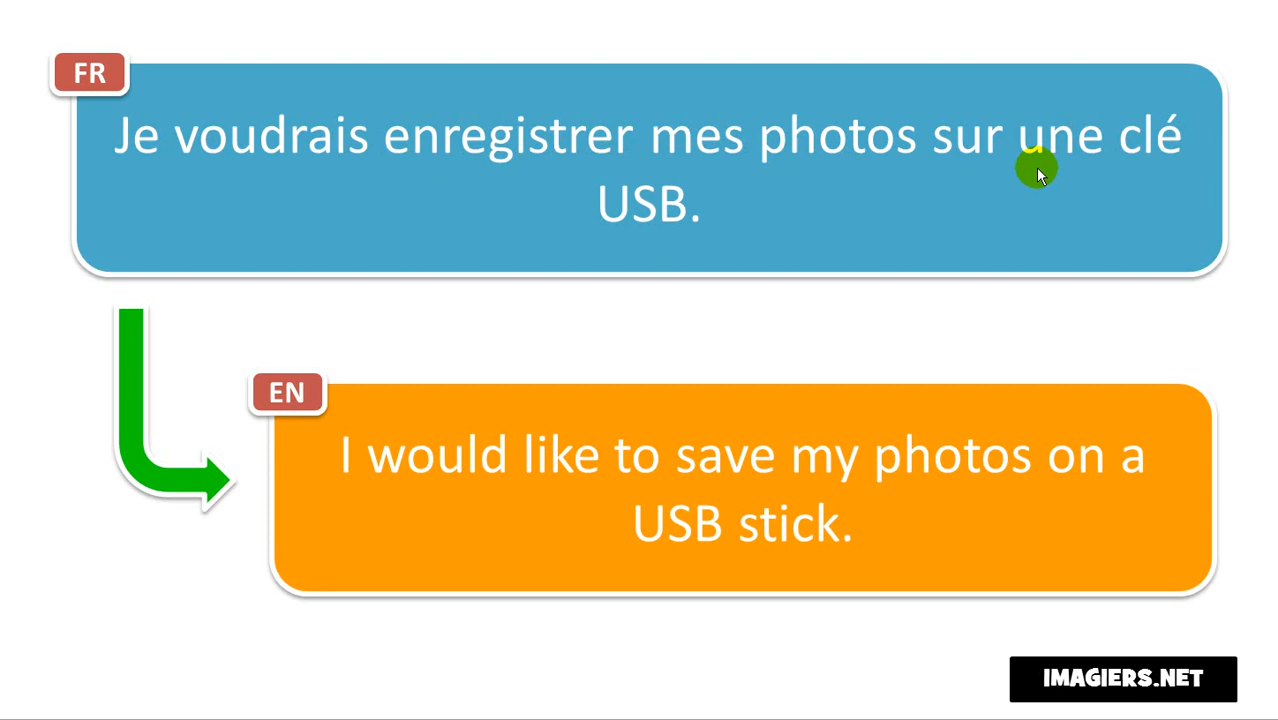 FR
Je voudrais enregistrer mes photos sur une clé
USB.
EN
I would like to save my photos on a
USB stick.
IMAGIERS.NET